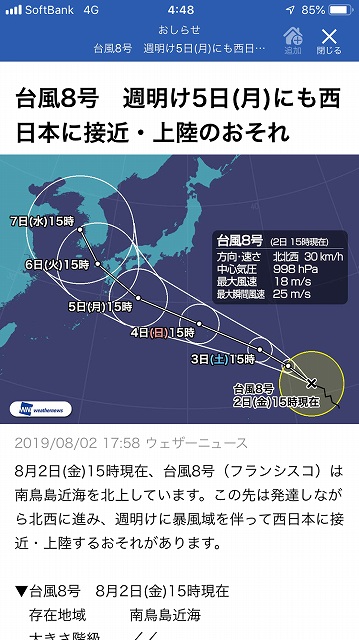 SoftBank 4G 4:48 85%
おしらせ
台風8号 週明け5日(月)にも西日…
追加
閉じる
台風8号 週明け5日(月)にも西
日本に接近・上陸のおそれ
台風8号 (2日 15時現在)
方向・速さ 北北西 30 km/h
中心気圧 998 hPa
最大風速 18 m/s
最大瞬間風速 25 m/s
7日(水)15時
6日(火)15時
5日(月)15時
4日(日)15時
3日(土)15時
台風8号
2日(金)15時現在
weathernews
2019/08/02 17:58 ウェザーニュース
8月2日(金)15時現在、台風8号（フランシスコ）は
南鳥島近海を北上しています。この先は発達しなが
ら北西に進み、週明けに暴風域を伴って西日本に接
近・上陸するおそれがあります。
▼台風8号 8月2日(金)15時現在
存在地域 南鳥島近海
大きさ階級 //